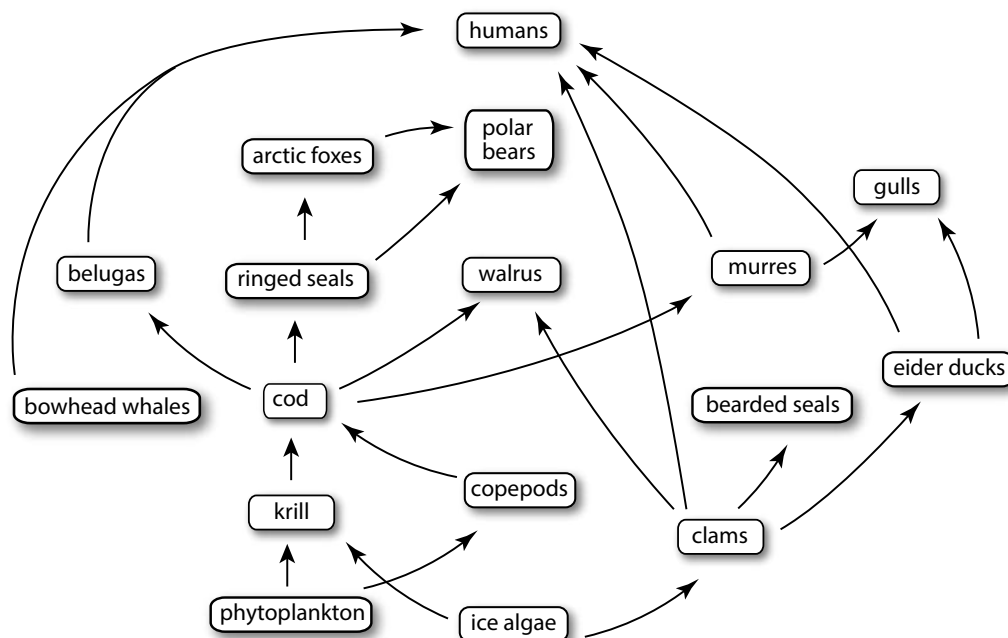 humans
polar
bears
arctic foxes
gulls
belugas
ringed seals
walrus
murres
eider ducks
bowhead whales
cod
bearded seals
copepods
krill
clams
phytoplankton
ice algae